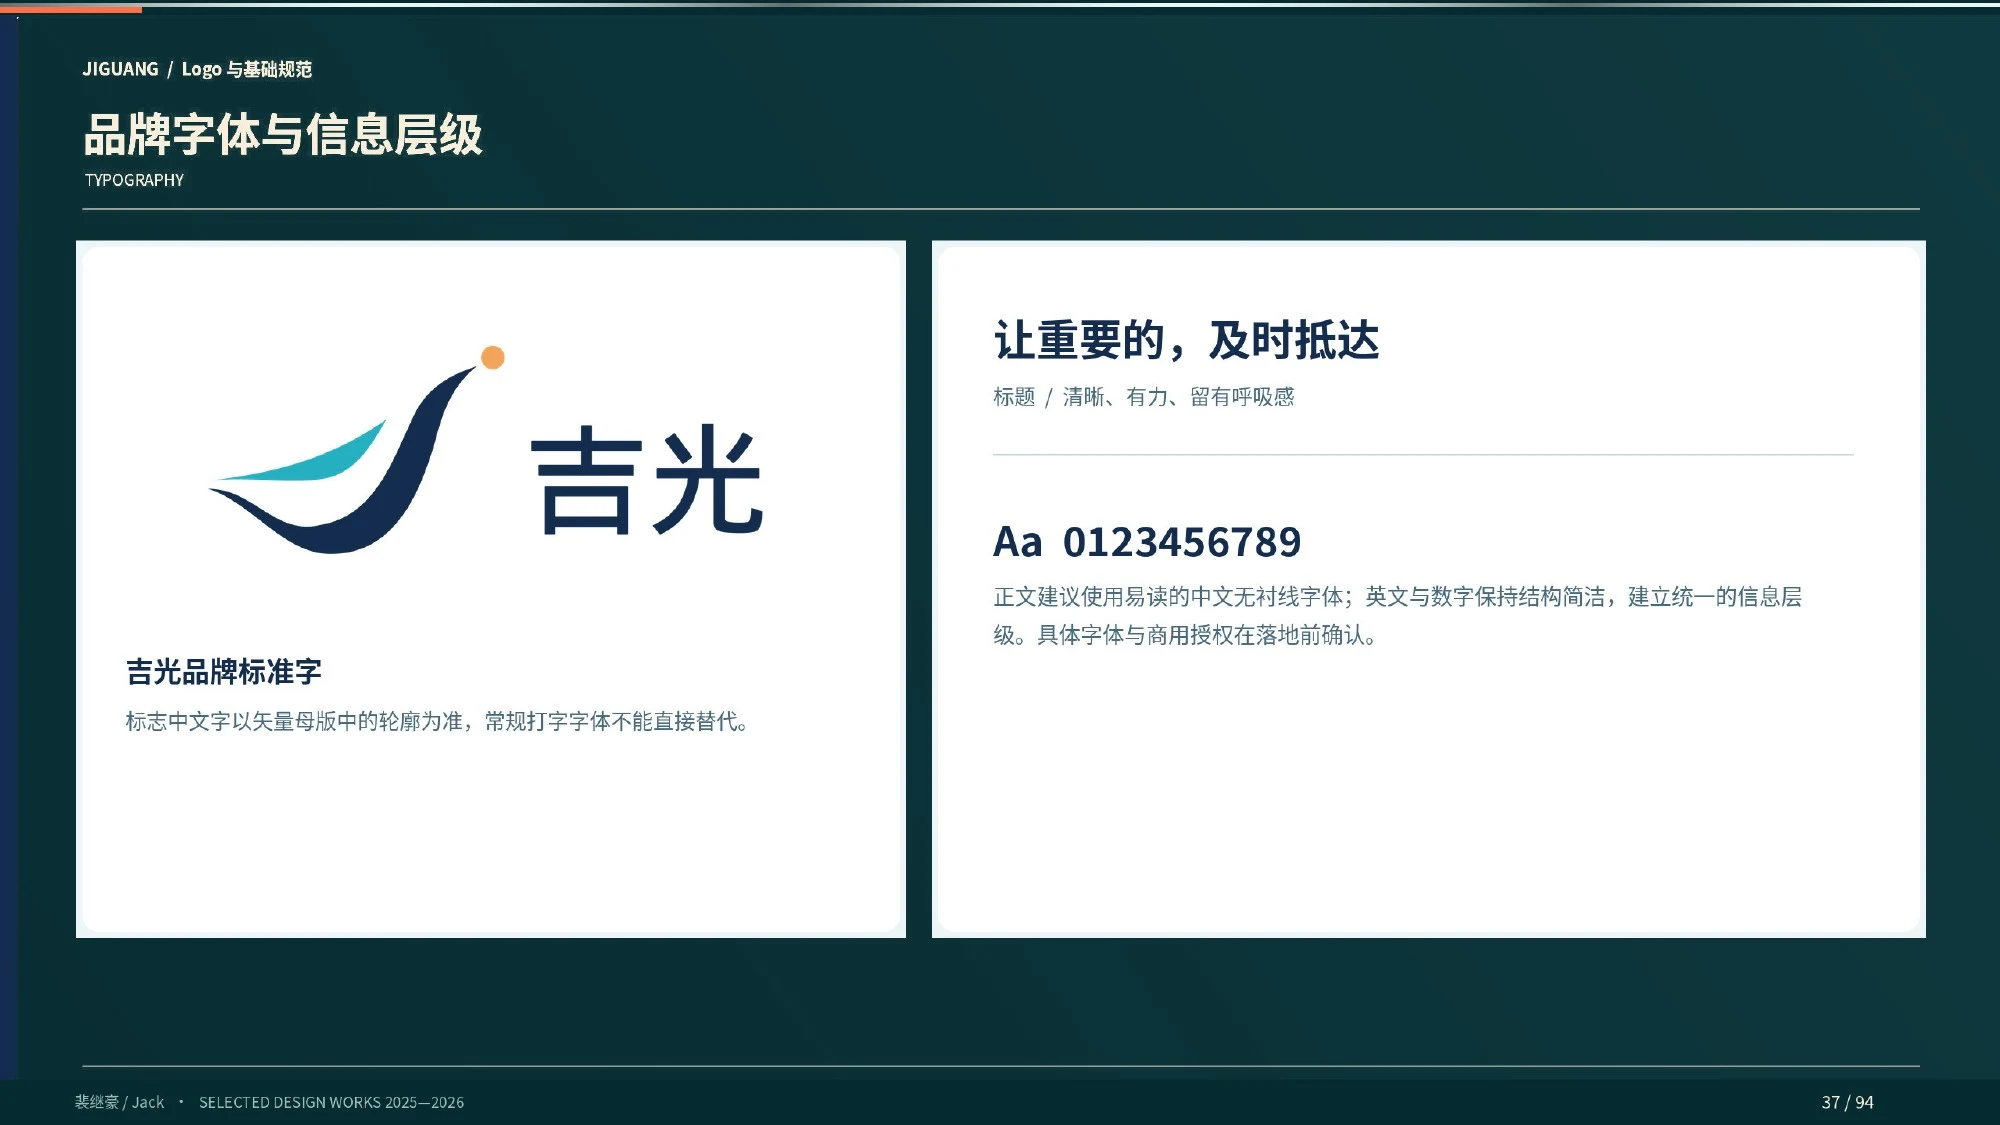 JIGUANG / Logo 与基础规范
品牌字体与信息层级
TYPOGRAPHY
吉光
吉光品牌标准字
标志中文字以矢量母版中的轮廓为准，常规打字字体不能直接替代。
让重要的，及时抵达
标题 / 清晰、有力、留有呼吸感
Aa 0123456789
正文建议使用易读的中文无衬线字体；英文与数字保持结构简洁，建立统一的信息层
级。具体字体与商用授权在落地前确认。
裴继豪 / Jack · SELECTED DESIGN WORKS 2025—2026
37 / 94